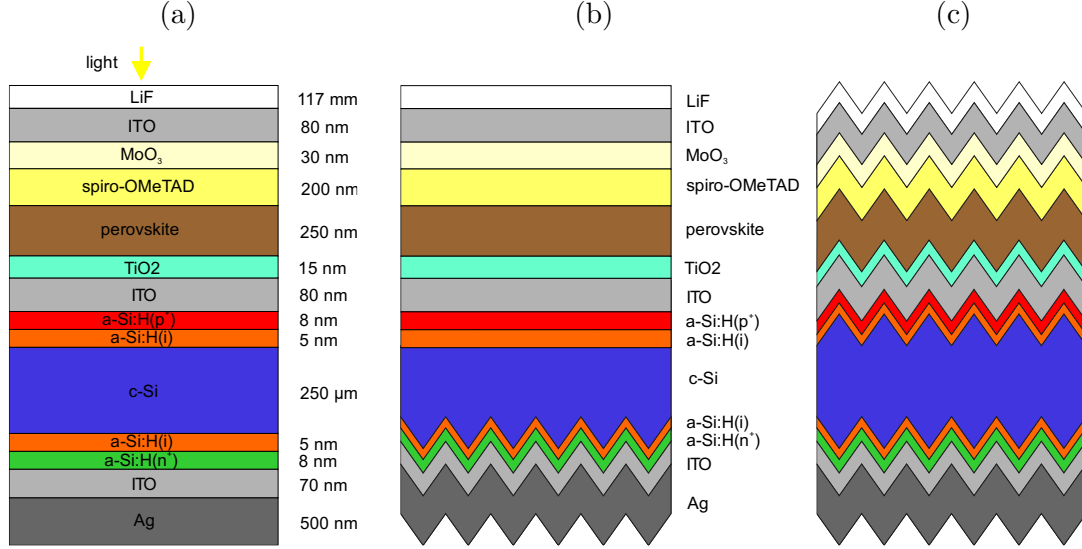 (a)
(b)
(c)
light
LiF 117 mm
ITO 80 nm
MoO₃ 30 nm
spiro-OMeTAD 200 nm
perovskite 250 nm
TiO2 15 nm
ITO 80 nm
a-Si:H(p⁺) 8 nm
a-Si:H(i) 5 nm
c-Si 250 µm
a-Si:H(i) 5 nm
a-Si:H(n⁺) 8 nm
ITO 70 nm
Ag 500 nm
LiF
ITO
MoO₃
spiro-OMeTAD
perovskite
TiO2
ITO
a-Si:H(p⁺)
a-Si:H(i)
c-Si
a-Si:H(i)
a-Si:H(n⁺)
ITO
Ag